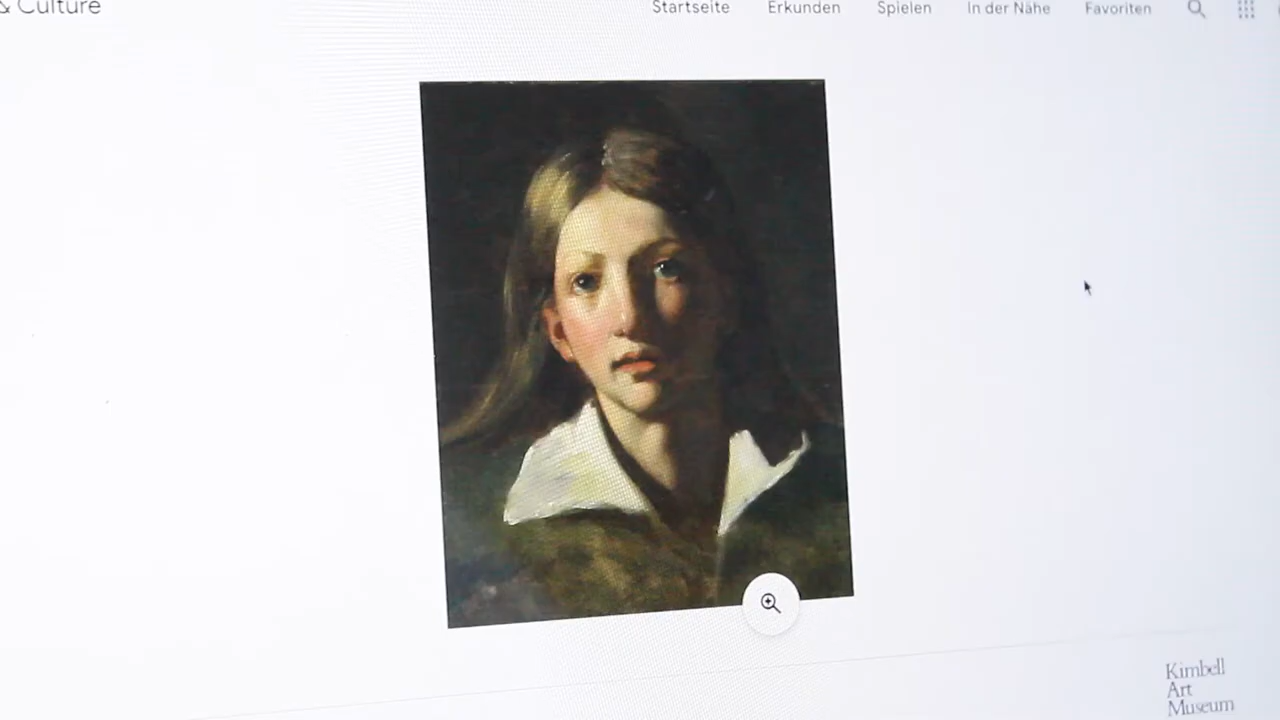 & Culture
Startseite Erkunden Spielen In der Nähe Favoriten
Kimbell
Art
Museum